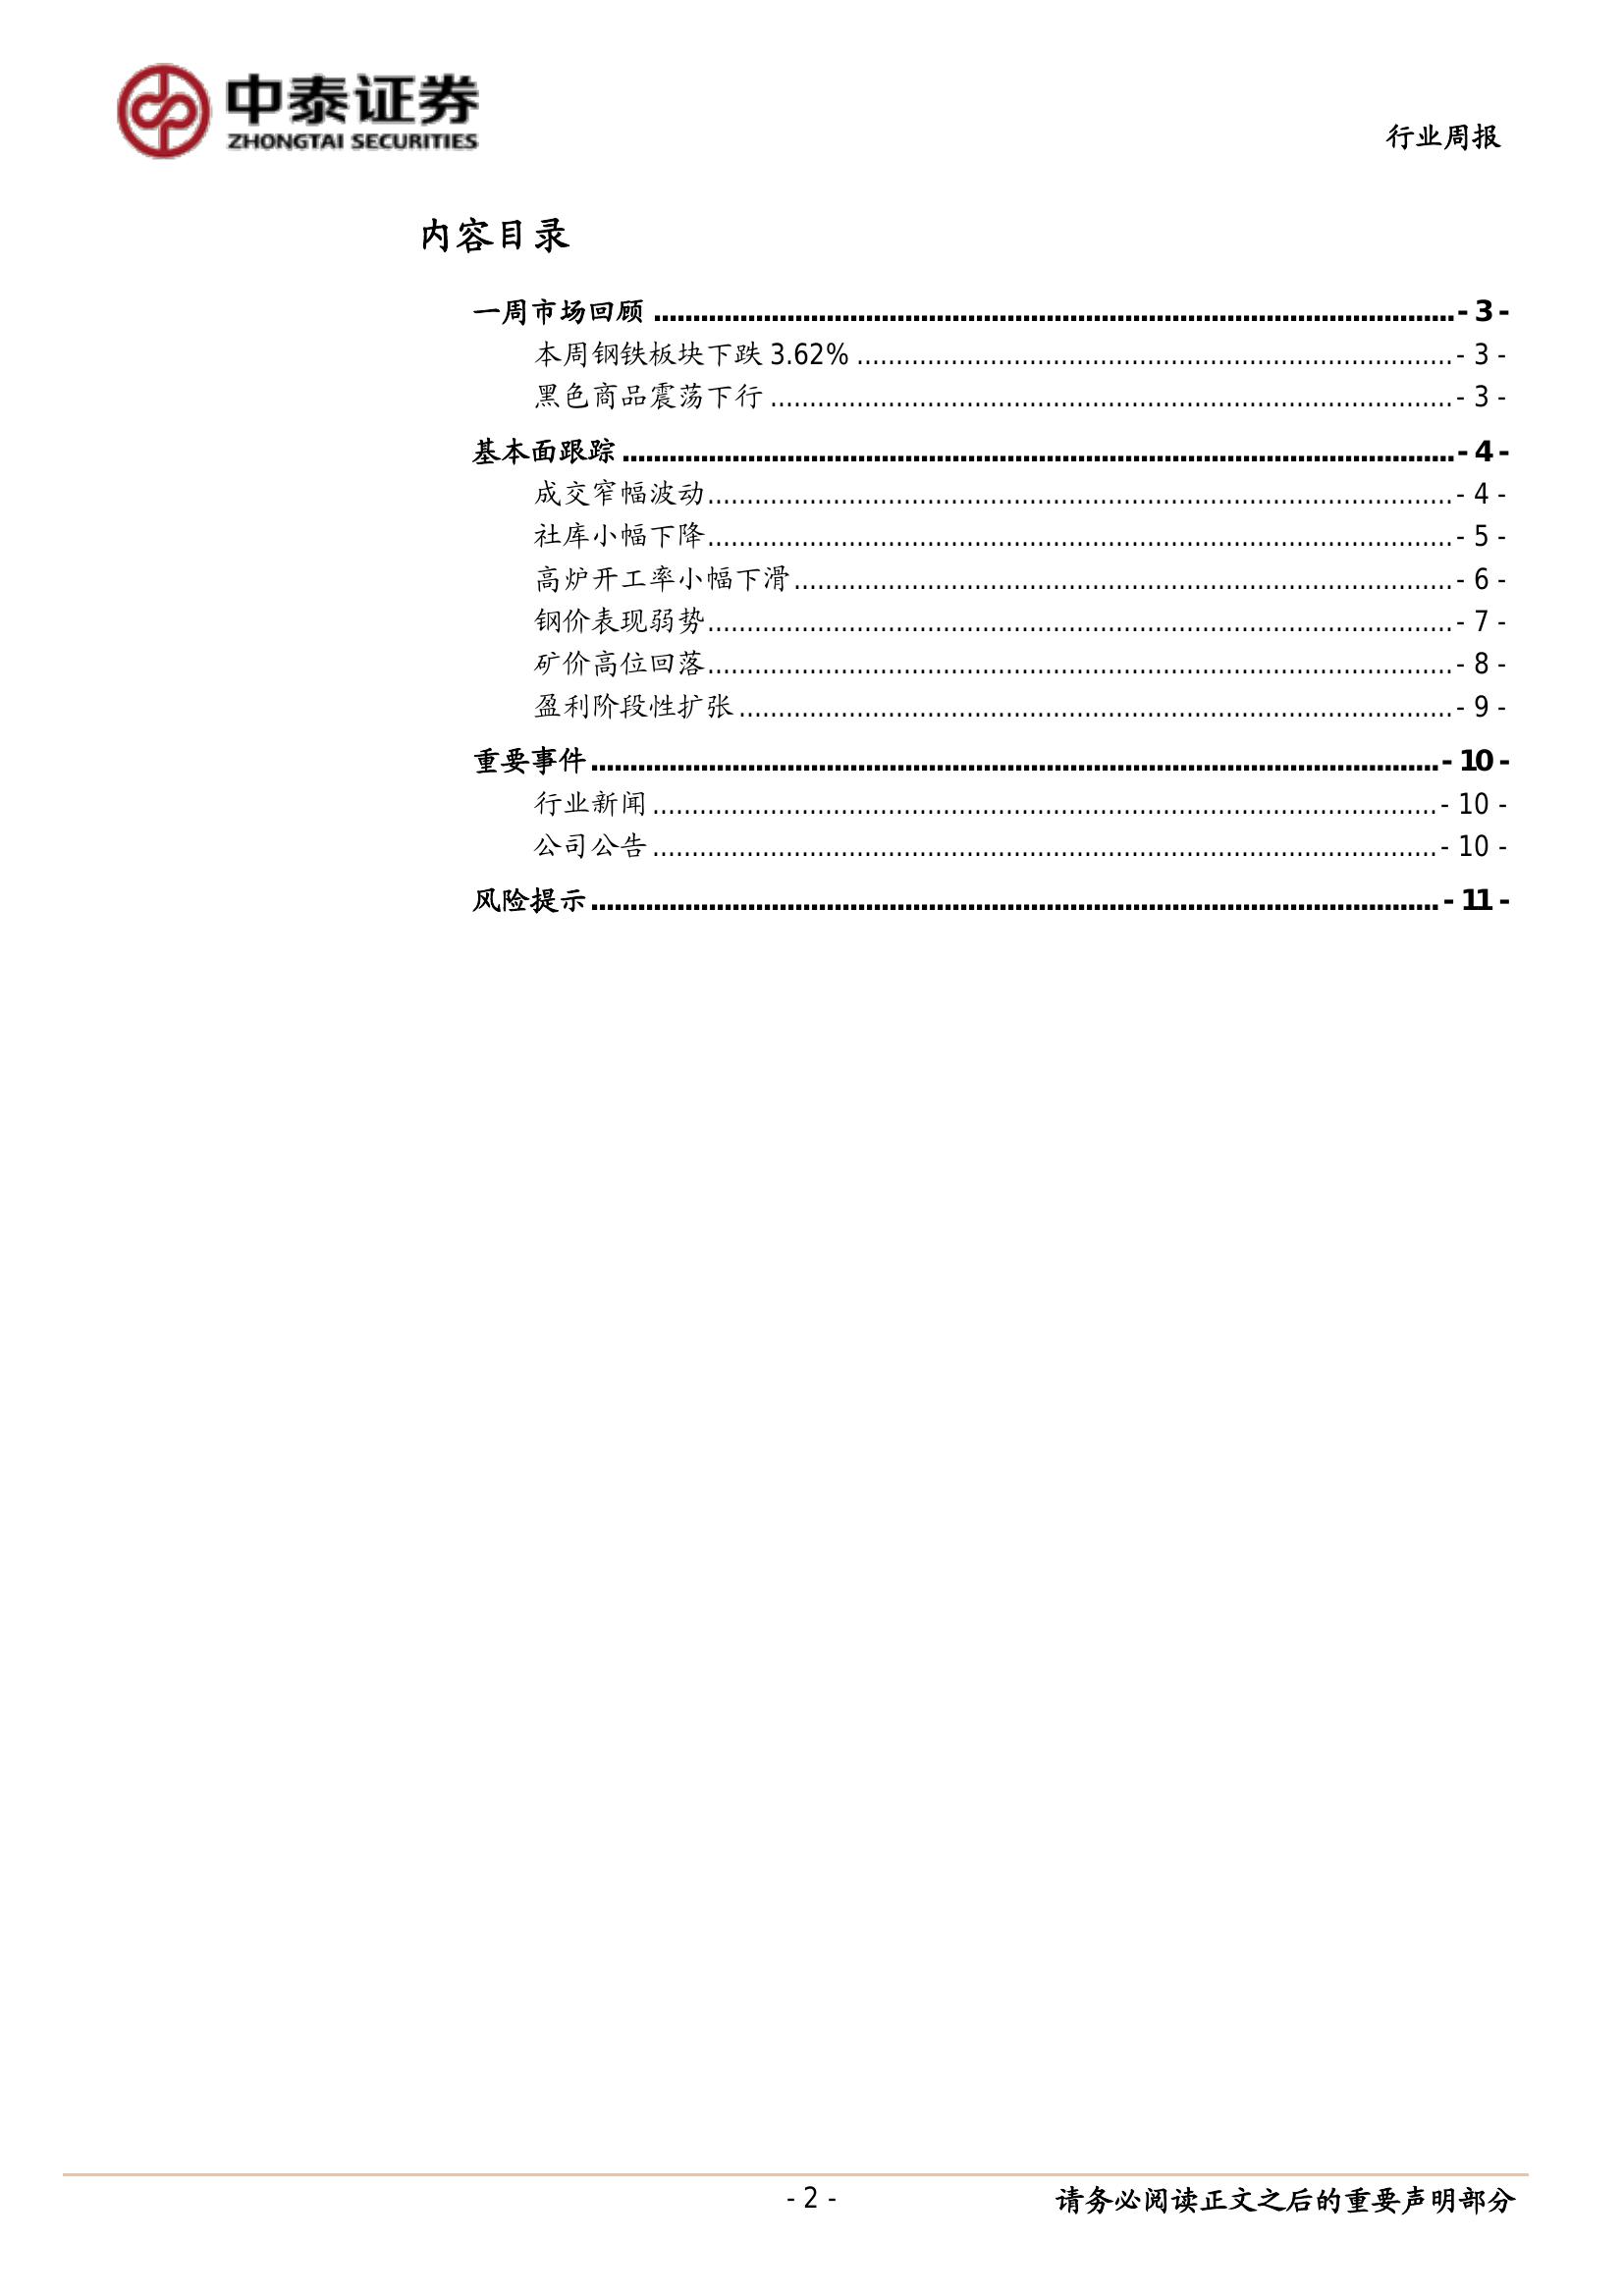 中泰证券
ZHONGTAI SECURITIES
行业周报
内容目录
一周市场回顾 ........ - 3 -
本周钢铁板块下跌 3.62% ........ - 3 -
黑色商品震荡下行 ........ - 3 -
基本面跟踪 ........ - 4 -
成交窄幅波动 ........ - 4 -
社库小幅下降 ........ - 5 -
高炉开工率小幅下滑 ........ - 6 -
钢价表现弱势 ........ - 7 -
矿价高位回落 ........ - 8 -
盈利阶段性扩张 ........ - 9 -
重要事件 ........ - 10 -
行业新闻 ........ - 10 -
公司公告 ........ - 10 -
风险提示 ........ - 11 -
- 2 -
请务必阅读正文之后的重要声明部分